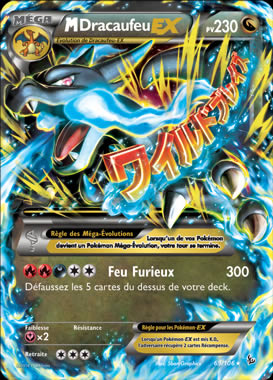 MÉGA
M Dracaufeu EX
PV230
Évolution de Dracaufeu-EX
ワイルドブレイズ
Règle des Méga-Évolutions
Lorsqu'un de vos Pokémon
devient un Pokémon Méga-Évolution, votre tour se termine.
Feu Furieux 300
Défaussez les 5 cartes du dessus de votre deck.
Faiblesse
Résistance
×2
Retraite
Règle pour les Pokémon-EX
Lorsqu'un Pokémon-EX est mis K.O.,
l'adversaire récupère 2 cartes Récompense.